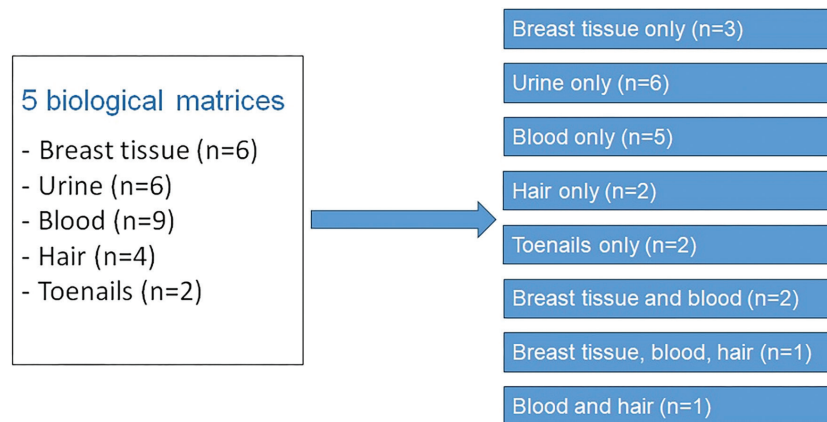 5 biological matrices
- Breast tissue (n=6)
- Urine (n=6)
- Blood (n=9)
- Hair (n=4)
- Toenails (n=2)
Breast tissue only (n=3)
Urine only (n=6)
Blood only (n=5)
Hair only (n=2)
Toenails only (n=2)
Breast tissue and blood (n=2)
Breast tissue, blood, hair (n=1)
Blood and hair (n=1)